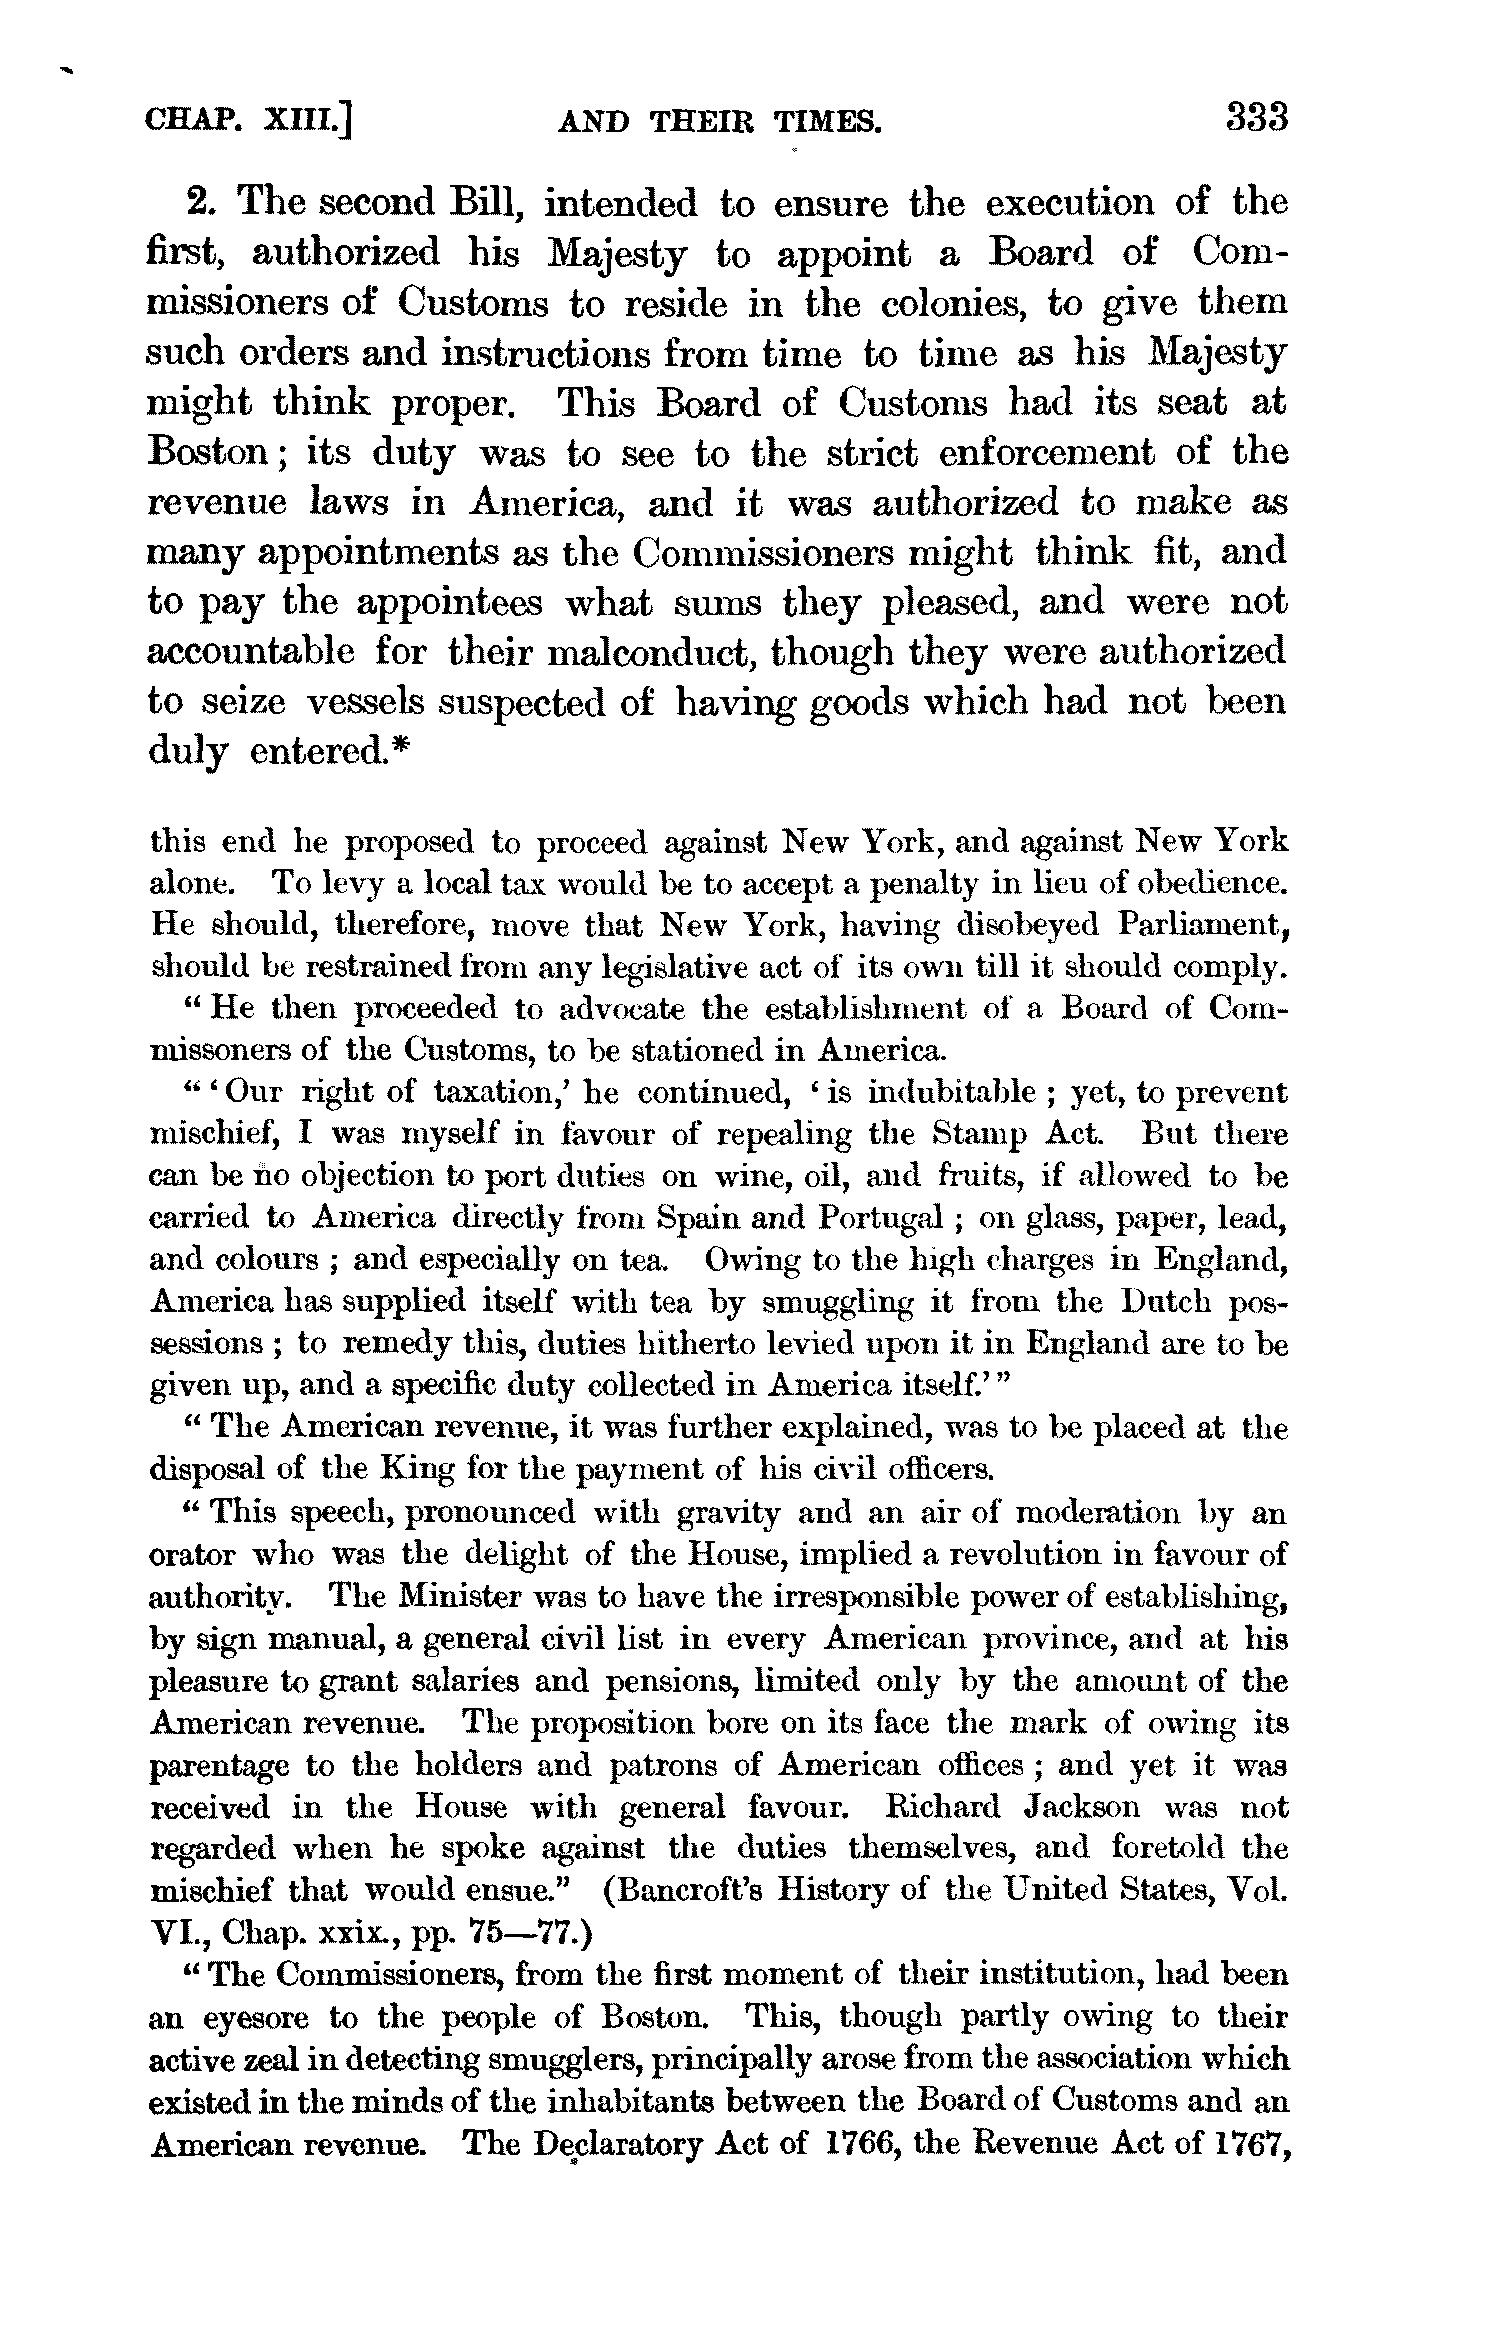 CHAP. XIII.] AND THEIR TIMES. 333
2. The second Bill, intended to ensure the execution of the
first, authorized his Majesty to appoint a Board of Com-
missioners of Customs to reside in the colonies, to give them
such orders and instructions from time to time as his Majesty
might think proper. This Board of Customs had its seat at
Boston; its duty was to see to the strict enforcement of the
revenue laws in America, and it was authorized to make as
many appointments as the Commissioners might think fit, and
to pay the appointees what sums they pleased, and were not
accountable for their malconduct, though they were authorized
to seize vessels suspected of having goods which had not been
duly entered.*
this end he proposed to proceed against New York, and against New York
alone. To levy a local tax would be to accept a penalty in lieu of obedience.
He should, therefore, move that New York, having disobeyed Parliament,
should be restrained from any legislative act of its own till it should comply.
“ He then proceeded to advocate the establishment of a Board of Com-
missoners of the Customs, to be stationed in America.
“ ‘ Our right of taxation,’ he continued, ‘ is indubitable ; yet, to prevent
mischief, I was myself in favour of repealing the Stamp Act. But there
can be no objection to port duties on wine, oil, and fruits, if allowed to be
carried to America directly from Spain and Portugal ; on glass, paper, lead,
and colours ; and especially on tea. Owing to the high charges in England,
America has supplied itself with tea by smuggling it from the Dutch pos-
sessions ; to remedy this, duties hitherto levied upon it in England are to be
given up, and a specific duty collected in America itself.’ ”
“ The American revenue, it was further explained, was to be placed at the
disposal of the King for the payment of his civil officers.
“ This speech, pronounced with gravity and an air of moderation by an
orator who was the delight of the House, implied a revolution in favour of
authority. The Minister was to have the irresponsible power of establishing,
by sign manual, a general civil list in every American province, and at his
pleasure to grant salaries and pensions, limited only by the amount of the
American revenue. The proposition bore on its face the mark of owing its
parentage to the holders and patrons of American offices ; and yet it was
received in the House with general favour. Richard Jackson was not
regarded when he spoke against the duties themselves, and foretold the
mischief that would ensue.” (Bancroft’s History of the United States, Vol.
VI., Chap. xxix., pp. 75—77.)
“ The Commissioners, from the first moment of their institution, had been
an eyesore to the people of Boston. This, though partly owing to their
active zeal in detecting smugglers, principally arose from the association which
existed in the minds of the inhabitants between the Board of Customs and an
American revenue. The Declaratory Act of 1766, the Revenue Act of 1767,